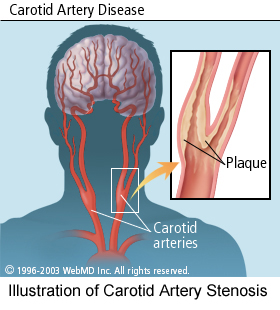 Carotid Artery Disease
Plaque
Carotid
arteries
© 1996-2003 WebMD Inc. All rights reserved.
Illustration of Carotid Artery Stenosis